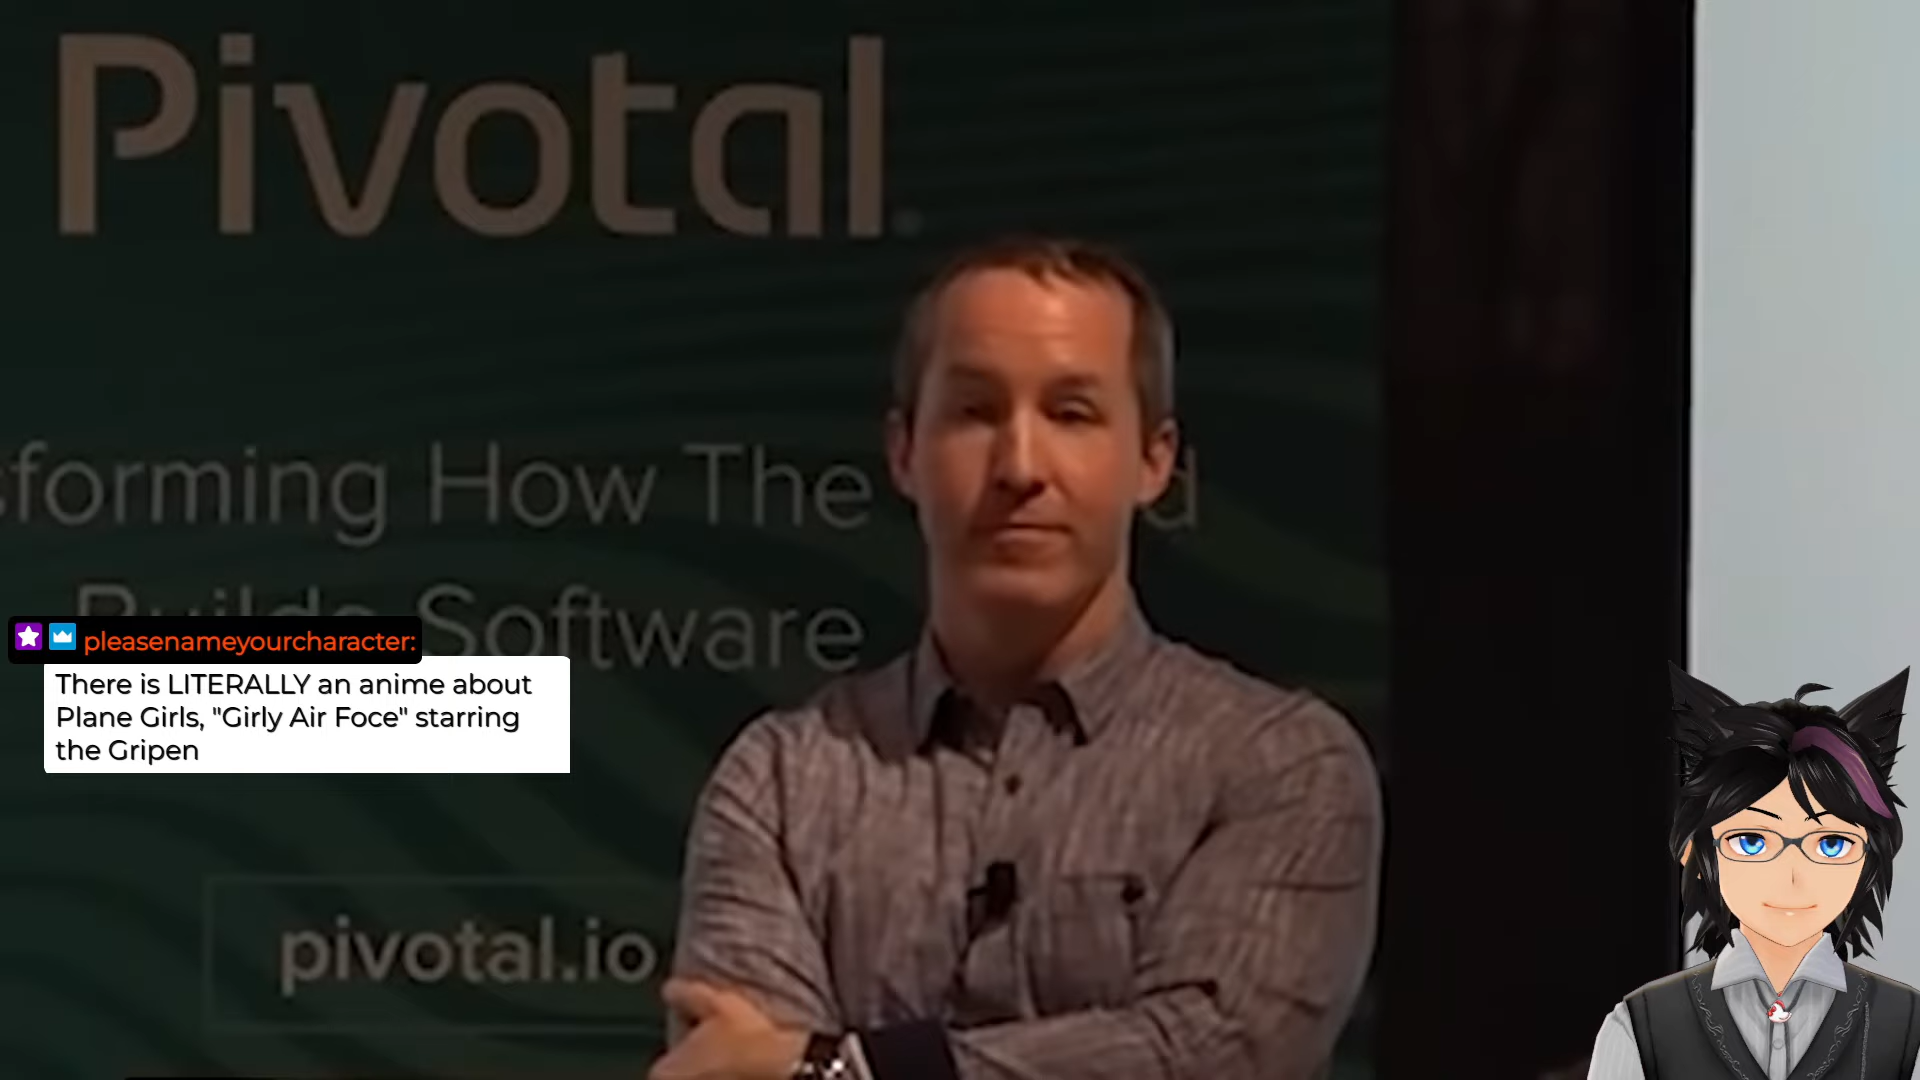 Pivotal
sforming How The d
Builds Software
pleasenameyourcharacter:
There is LITERALLY an anime about
Plane Girls, "Girly Air Foce" starring
the Gripen
pivotal.io